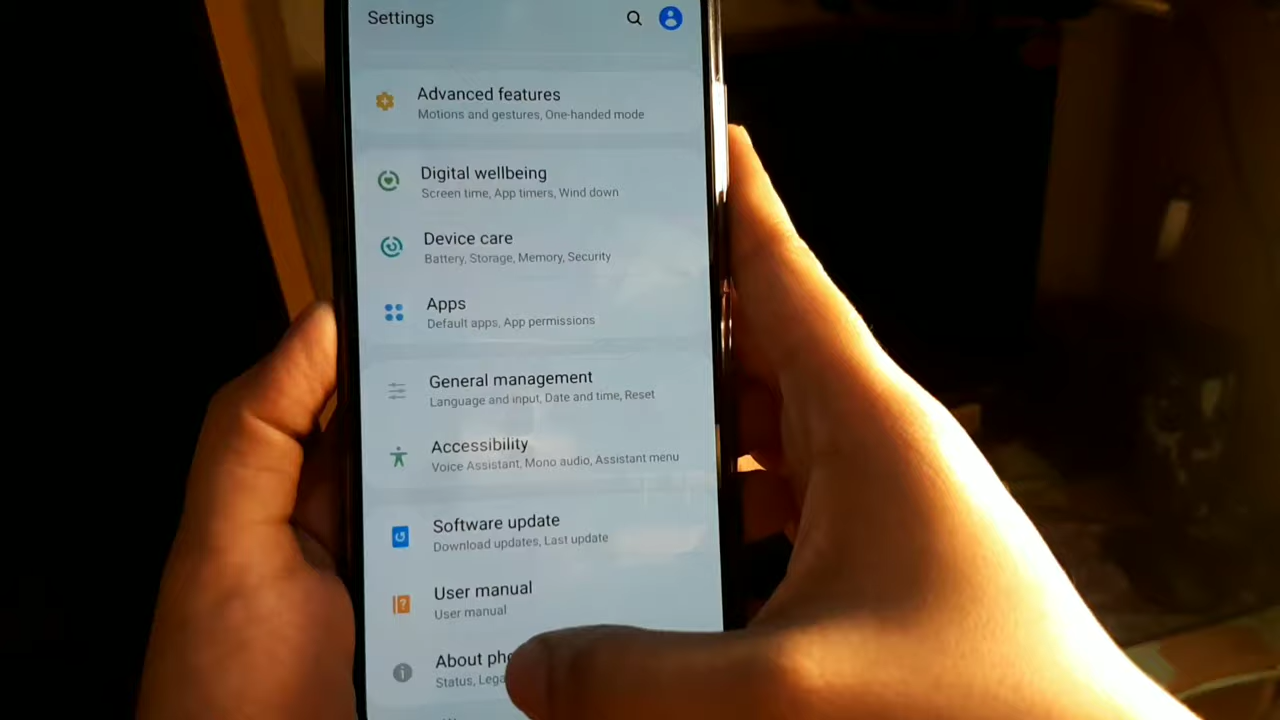 Settings
Advanced features
Motions and gestures, One-handed mode
Digital wellbeing
Screen time, App timers, Wind down
Device care
Battery, Storage, Memory, Security
Apps
Default apps, App permissions
General management
Language and input, Date and time, Reset
Accessibility
Voice Assistant, Mono audio, Assistant menu
Software update
Download updates, Last update
User manual
User manual
About
Status,